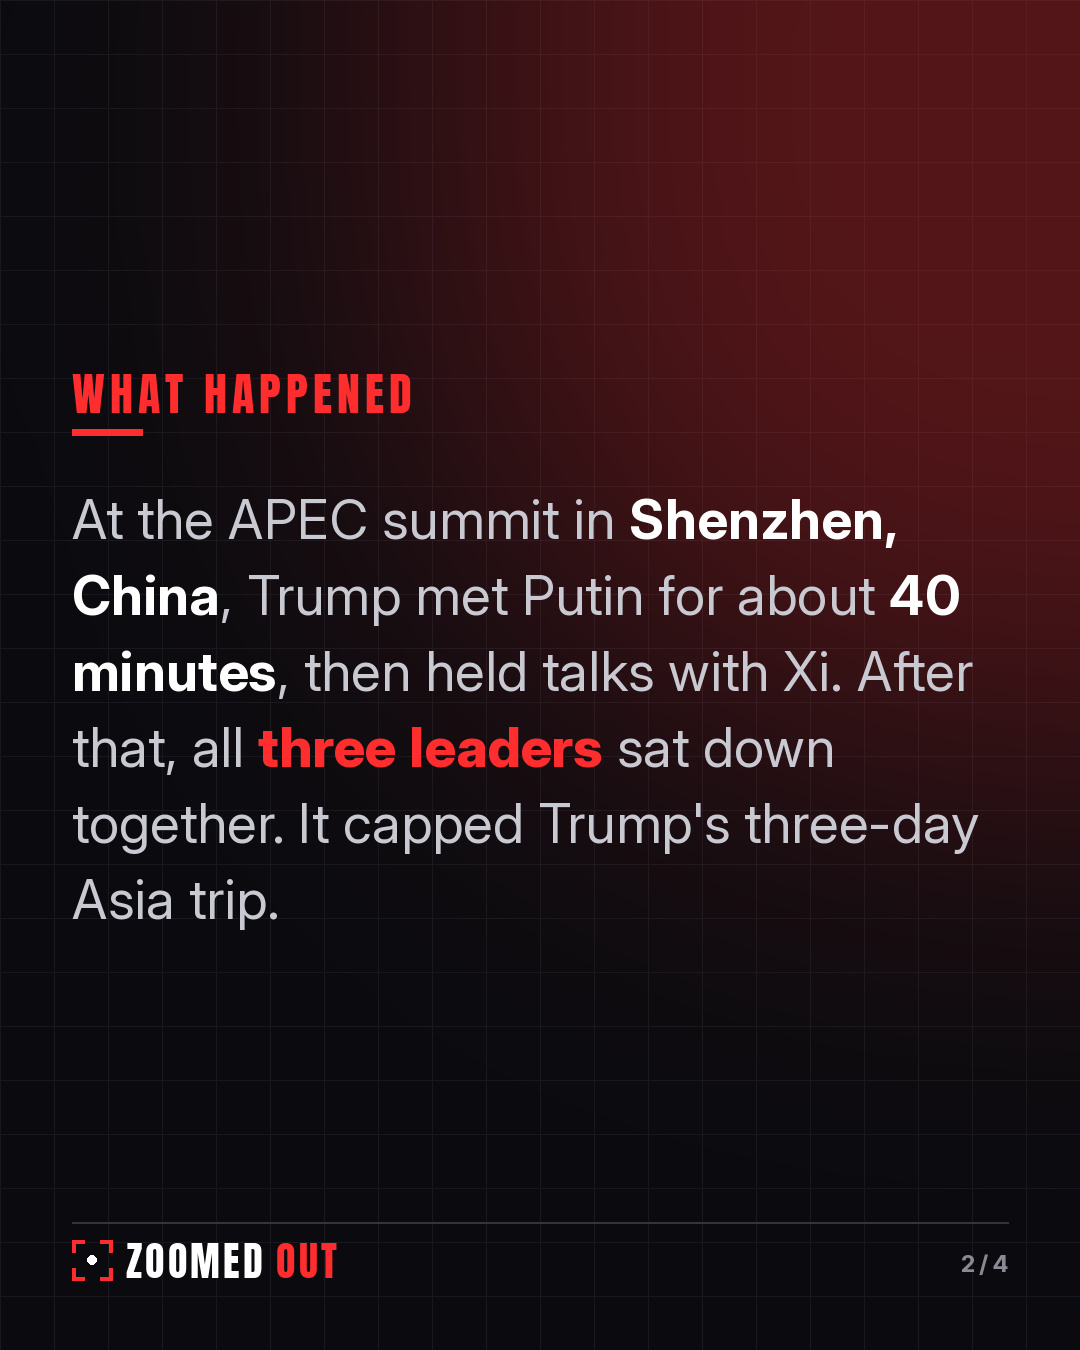 WHAT HAPPENED
At the APEC summit in Shenzhen,
China, Trump met Putin for about 40
minutes, then held talks with Xi. After
that, all three leaders sat down
together. It capped Trump's three-day
Asia trip.
ZOOMED OUT
2/4